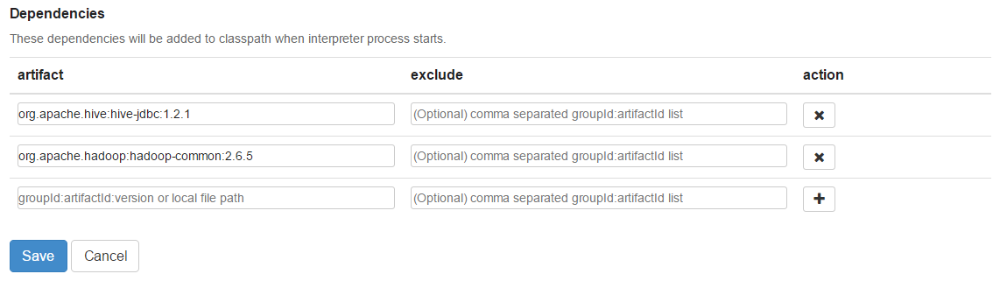 Dependencies
These dependencies will be added to classpath when interpreter process starts.
artifact exclude action
org.apache.hive:hive-jdbc:1.2.1 (Optional) comma separated groupId:artifactId list
org.apache.hadoop:hadoop-common:2.6.5 (Optional) comma separated groupId:artifactId list
groupId:artifactId:version or local file path (Optional) comma separated groupId:artifactId list
Save Cancel